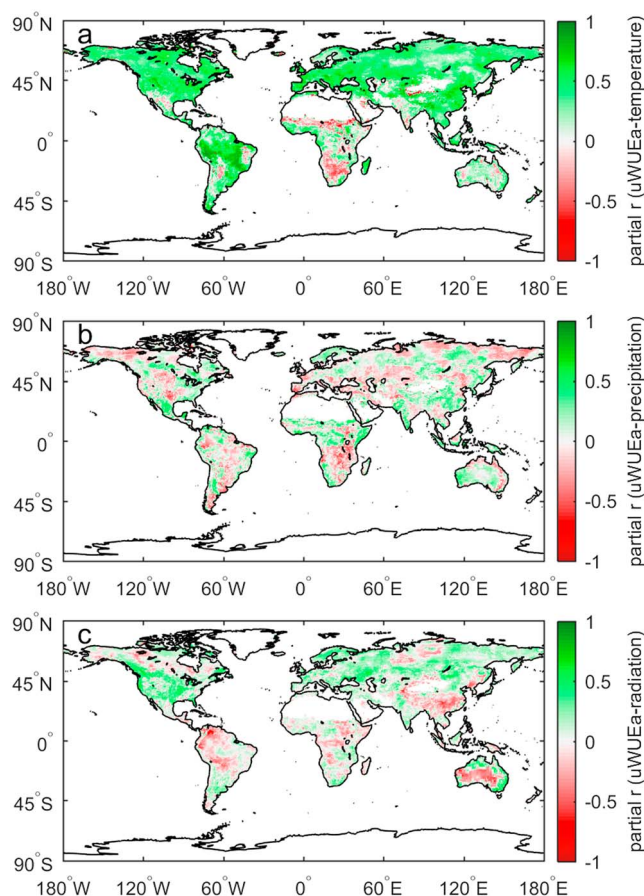 a
90°N
45°N
0°
45°S
90°S
180°W 120°W 60°W 0° 60°E 120°E 180°E
1
0.5
0
-0.5
-1
partial r (uWUEa-temperature)
b
90°N
45°N
0°
45°S
90°S
180°W 120°W 60°W 0° 60°E 120°E 180°E
1
0.5
0
-0.5
-1
partial r (uWUEa-precipitation)
c
90°N
45°N
0°
45°S
90°S
180°W 120°W 60°W 0° 60°E 120°E 180°E
1
0.5
0
-0.5
-1
partial r (uWUEa-radiation)